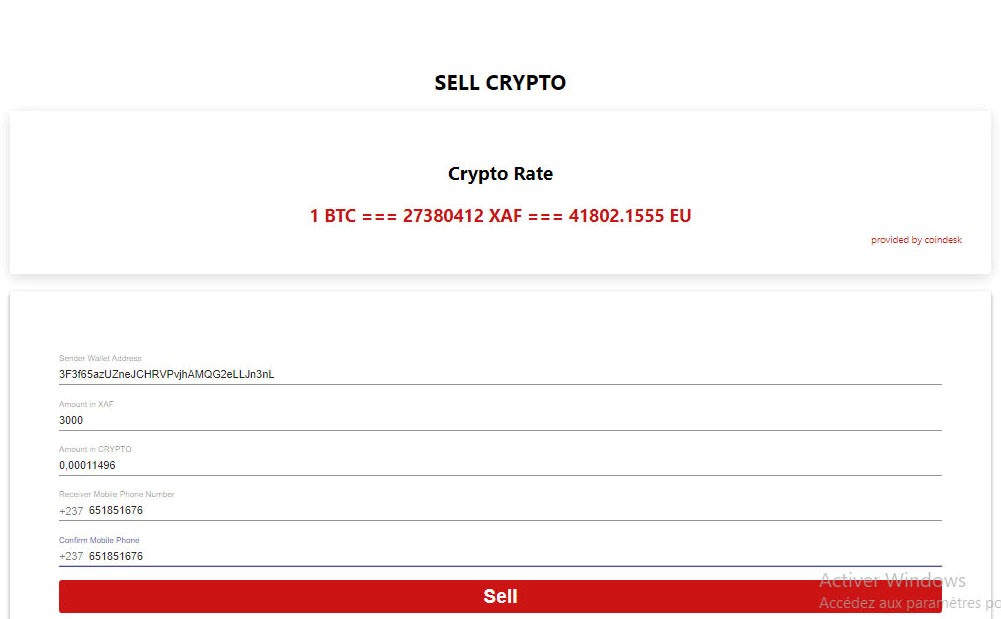 SELL CRYPTO
Crypto Rate
1 BTC === 27380412 XAF === 41802.1555 EU
provided by coindesk
Sender Wallet Address
3F3f65azUZneJCHRVPvjhAMQG2eLLJn3nL
Amount in XAF
3000
Amount in CRYPTO
0,00011496
Receiver Mobile Phone Number
+237 651851676
Confirm Mobile Phone
+237 651851676
Sell
Activer Windows
Accédez aux paramètres po